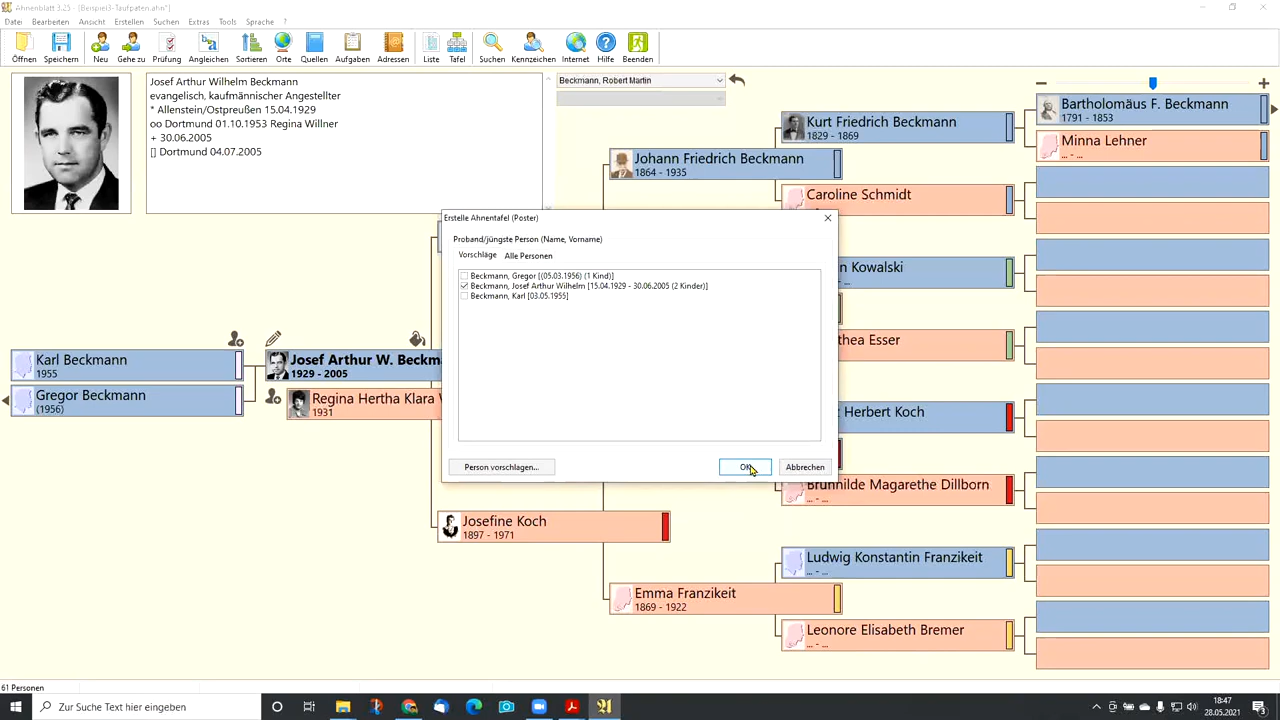 Ahnenblatt 3.25 - [Beispiel3-Taufpaten.ahn*]
Datei Bearbeiten Ansicht Erstellen Suchen Extras Tools Sprache ?
Öffnen Speichern Neu Gehe zu Prüfung Angleichen Sortieren Orte Quellen Aufgaben Adressen Liste Tafel Suchen Kennzeichen Internet Hilfe Beenden
Josef Arthur Wilhelm Beckmann
evangelisch, kaufmännischer Angestellter
* Allenstein/Ostpreußen 15.04.1929
oo Dortmund 01.10.1953 Regina Willner
+ 30.06.2005
[] Dortmund 04.07.2005
Beckmann, Robert Martin
Bartholomäus F. Beckmann
1791 - 1853
Kurt Friedrich Beckmann
1829 - 1869
Minna Lehner
... - ...
Johann Friedrich Beckmann
1864 - 1935
Caroline Schmidt
Erstelle Ahnentafel (Poster)
Proband/jüngste Person (Name, Vorname)
Vorschläge Alle Personen
Beckmann, Gregor [(05.03.1956) (1 Kind)]
Beckmann, Josef Arthur Wilhelm [15.04.1929 - 30.06.2005 (2 Kinder)]
Beckmann, Karl [03.05.1955]
Person vorschlagen... OK Abbrechen
n Kowalski
thea Esser
Karl Beckmann
1955
Gregor Beckmann
(1956)
Josef Arthur W. Beckm
1929 - 2005
Regina Hertha Klara
1931
Herbert Koch
Brunhilde Magarethe Dillborn
... - ...
Josefine Koch
1897 - 1971
Ludwig Konstantin Franzikeit
... - ...
Emma Franzikeit
1869 - 1922
Leonore Elisabeth Bremer
... - ...
61 Personen
Zur Suche Text hier eingeben
18:47
28.05.2021